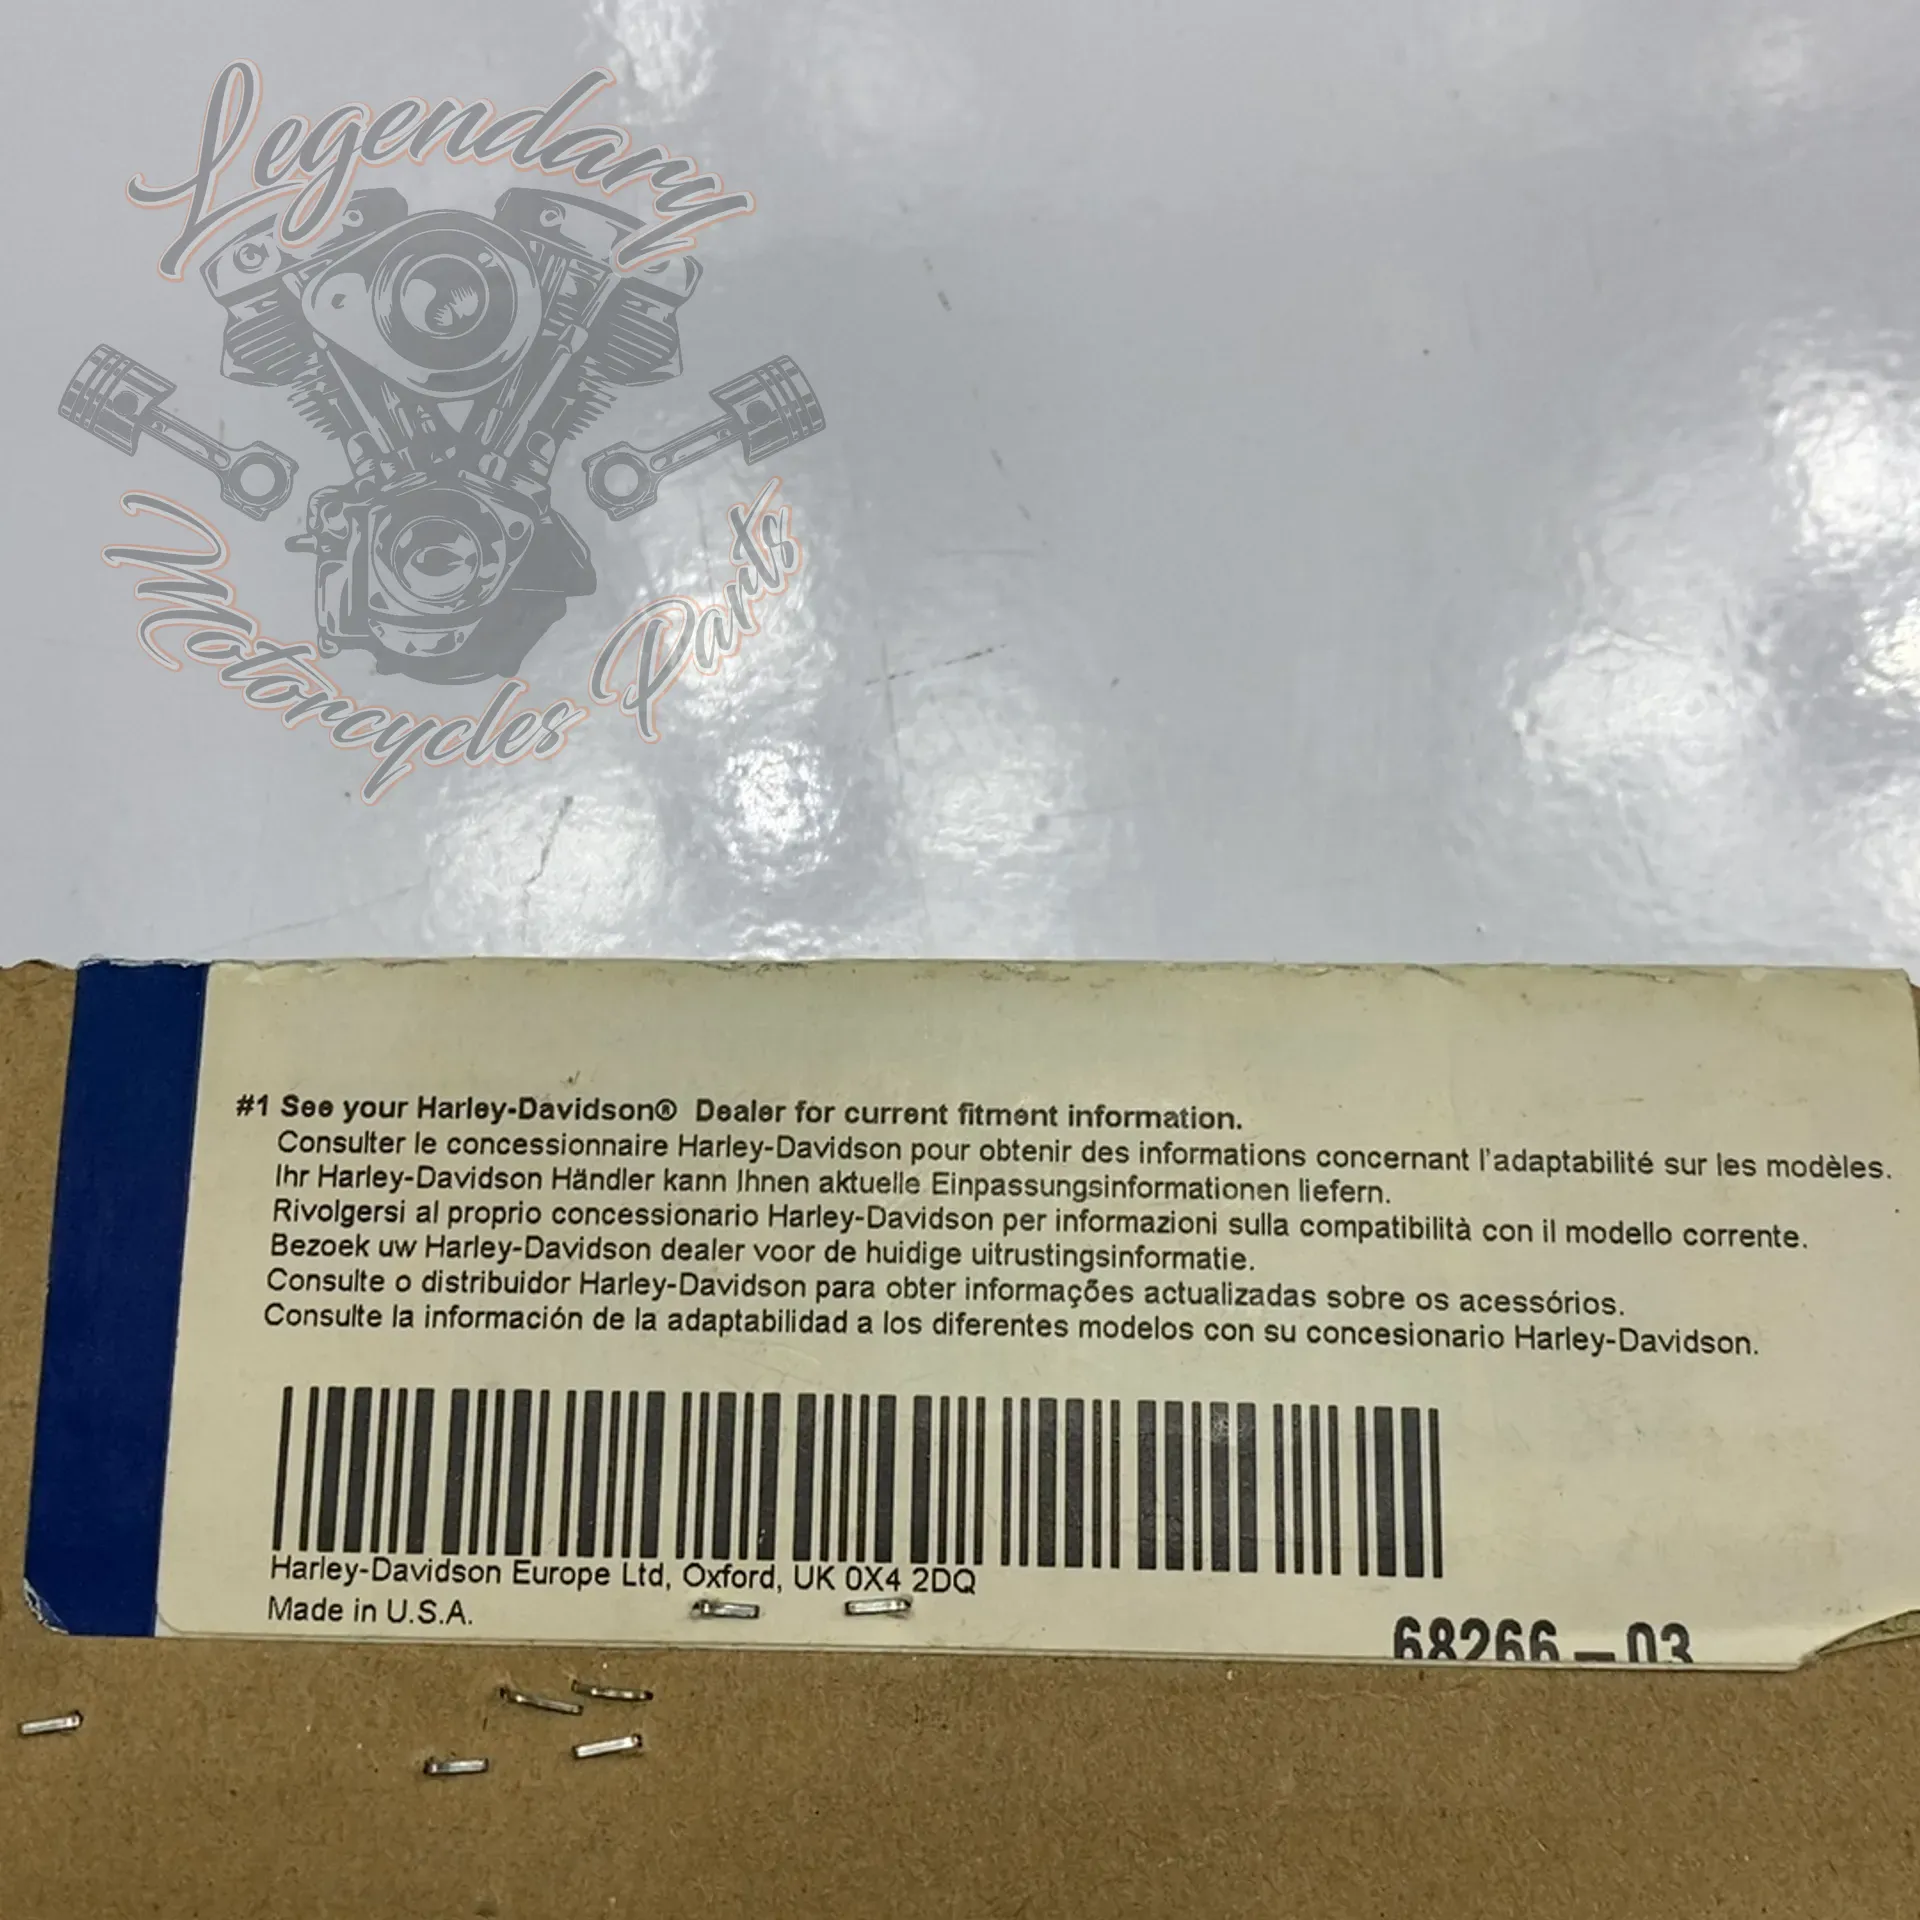 Legendary
Motorcycles Parts
#1 See your Harley-Davidson® Dealer for current fitment information.
Consulter le concessionnaire Harley-Davidson pour obtenir des informations concernant l'adaptabilité sur les modèles.
Ihr Harley-Davidson Händler kann Ihnen aktuelle Einpassungsinformationen liefern.
Rivolgersi al proprio concessionario Harley-Davidson per informazioni sulla compatibilità con il modello corrente.
Bezoek uw Harley-Davidson dealer voor de huidige uitrustingsinformatie.
Consulte o distribuidor Harley-Davidson para obter informações actualizadas sobre os acessórios.
Consulte la información de la adaptabilidad a los diferentes modelos con su concesionario Harley-Davidson.
Harley-Davidson Europe Ltd, Oxford, UK 0X4 2DQ
Made in U.S.A.
68266-03